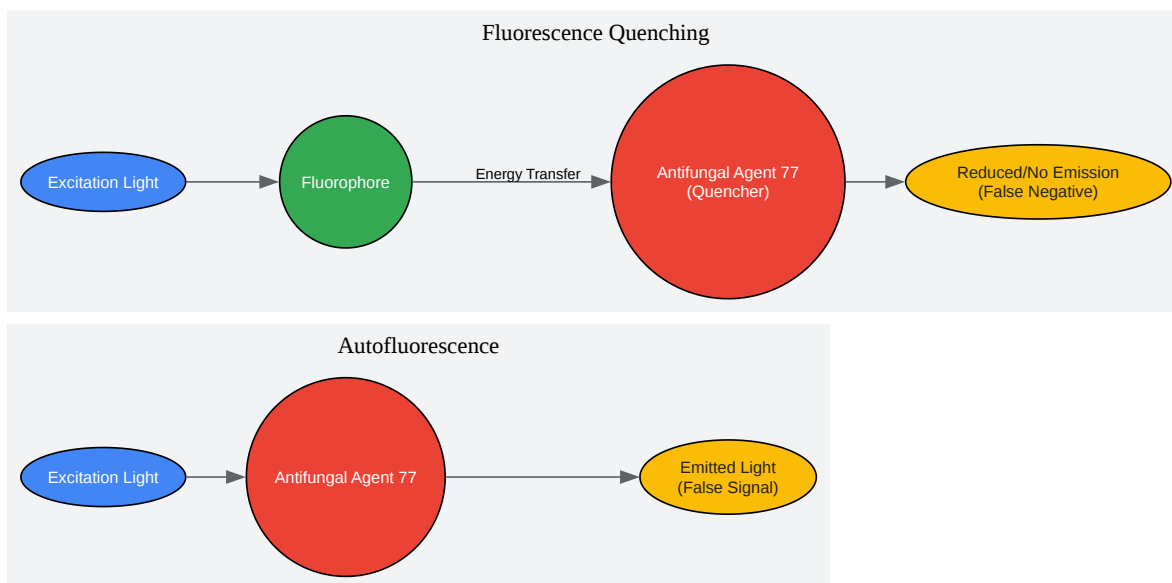 Fluorescence Quenching
Excitation Light
Fluorophore
Energy Transfer
Antifungal Agent 77
(Quencher)
Reduced/No Emission
(False Negative)
Autofluorescence
Excitation Light
Antifungal Agent 77
Emitted Light
(False Signal)